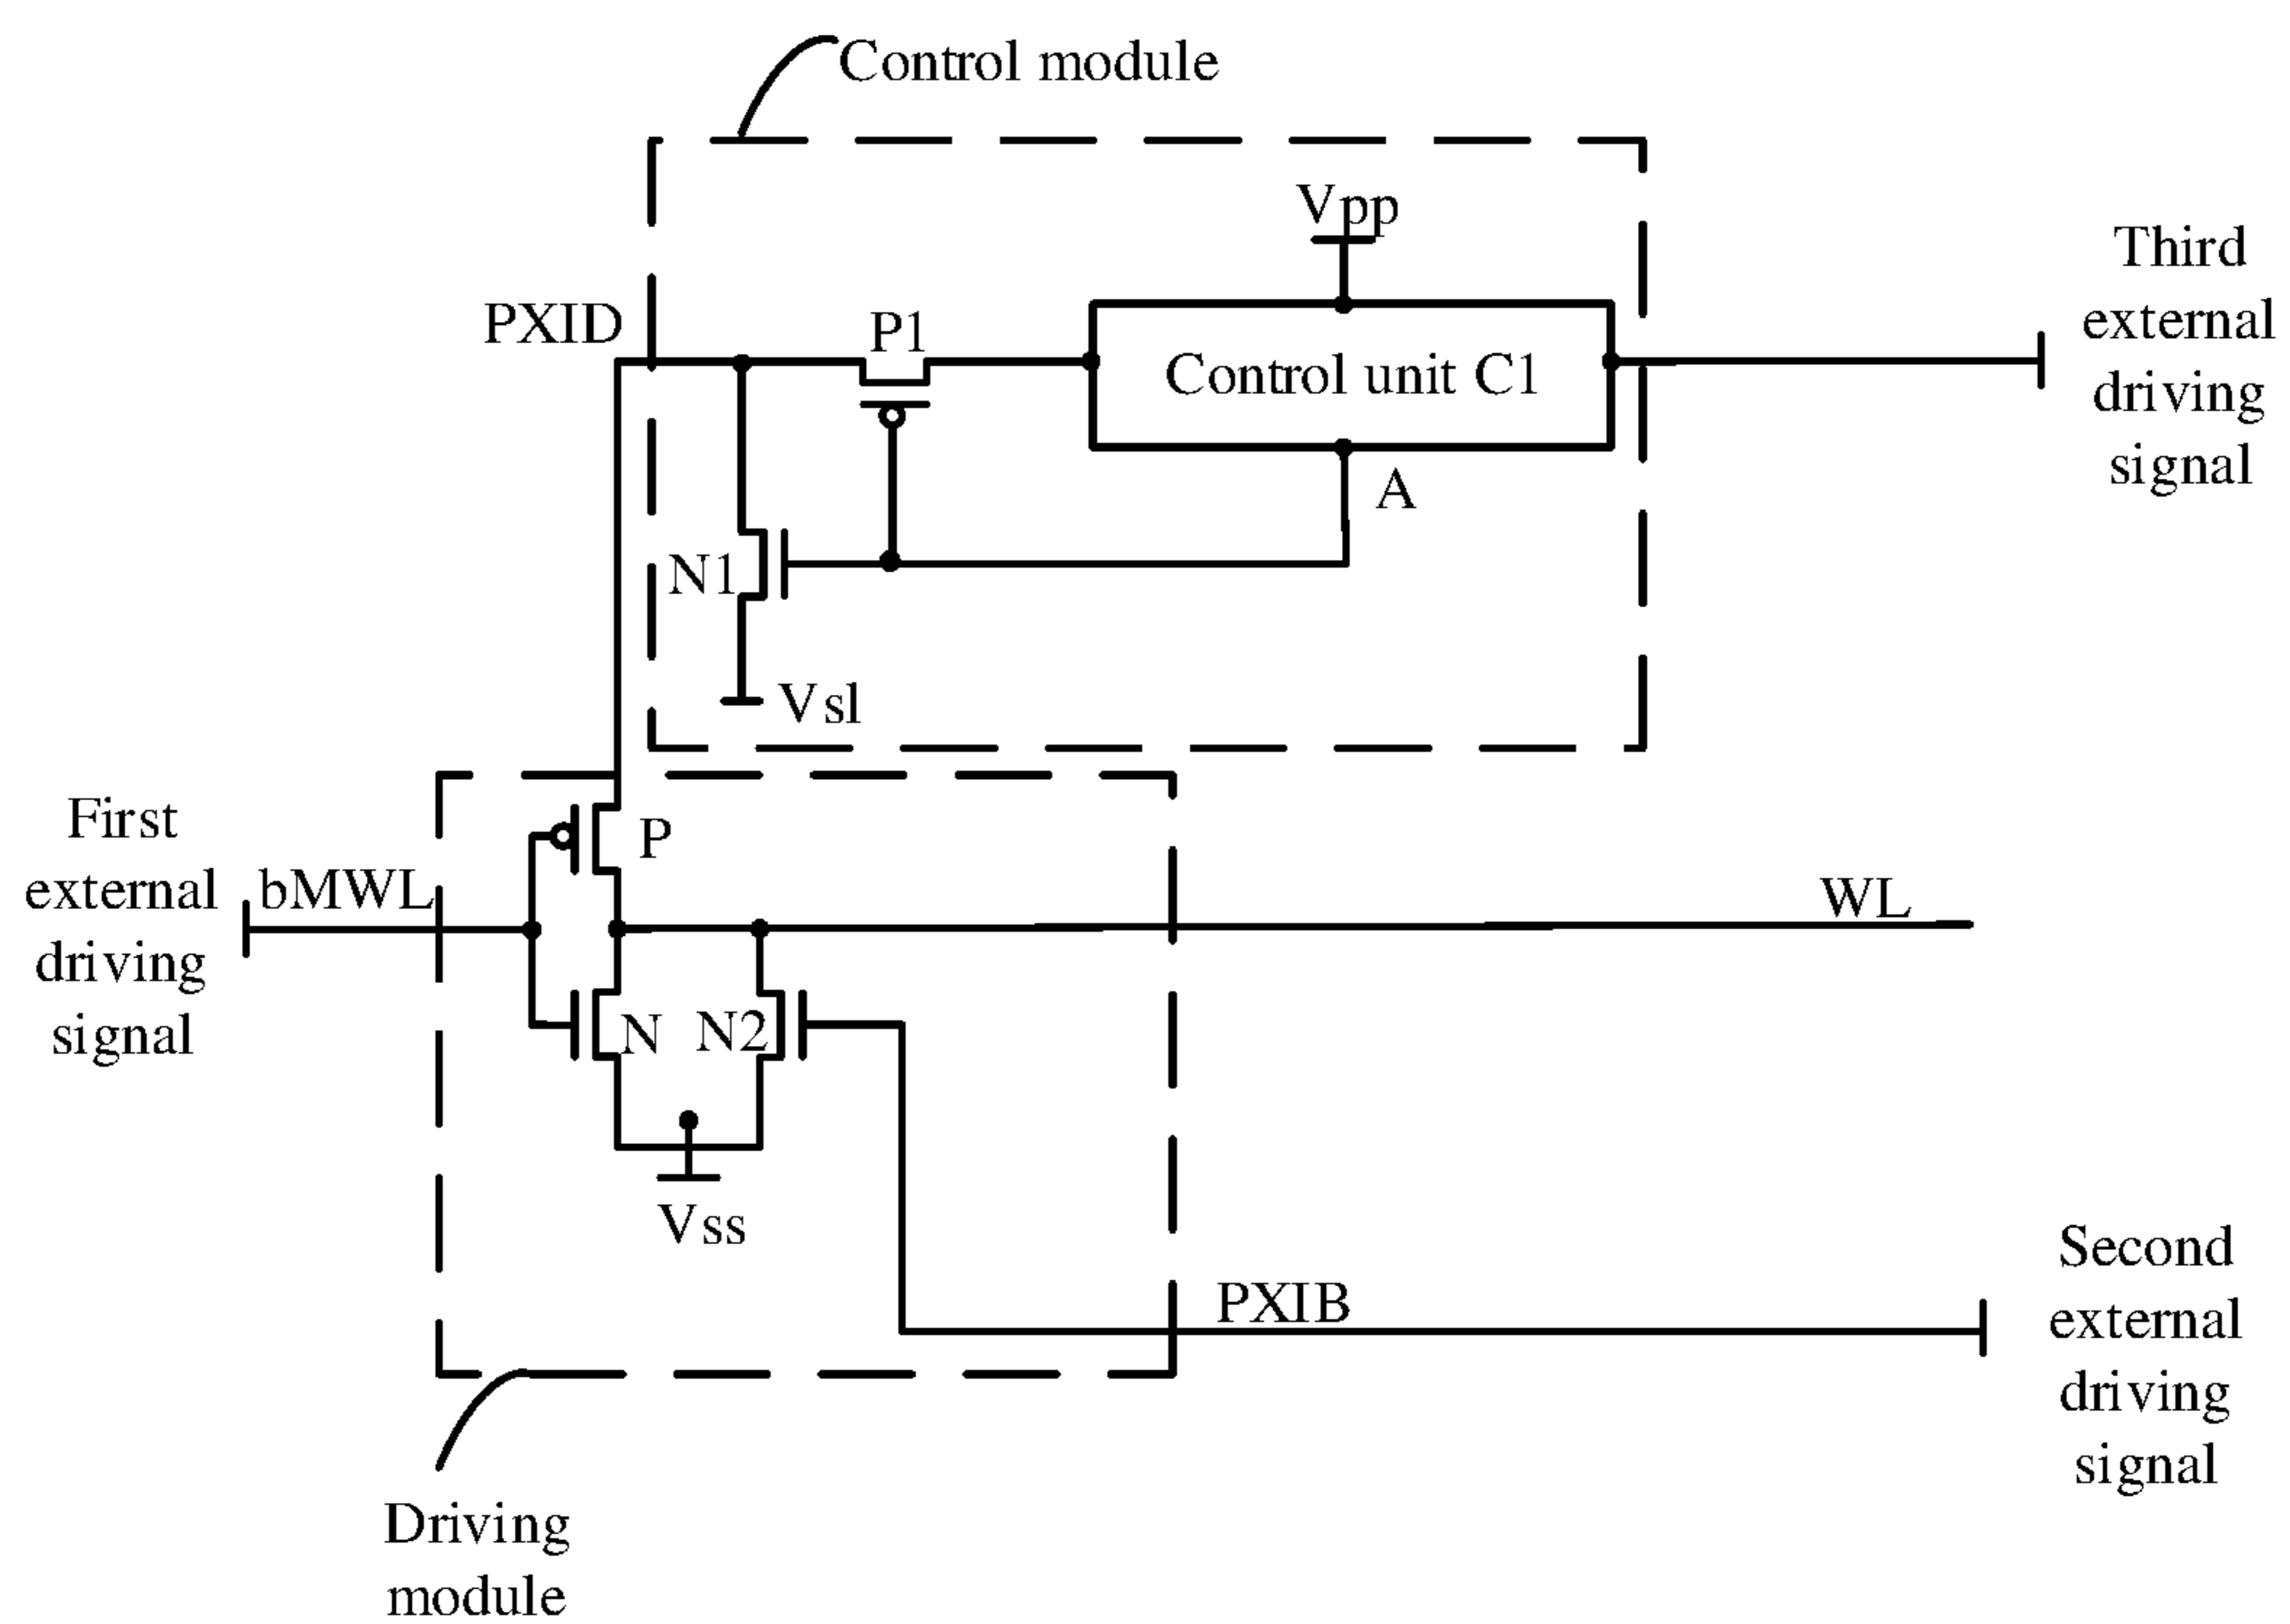 Control module
Vpp
Third
external
driving
signal
PXID
P1
Control unit C1
A
N1
Vsl
First
external
driving
signal
bMWL
P
WL
N
N2
Vss
PXIB
Second
external
driving
signal
Driving
module